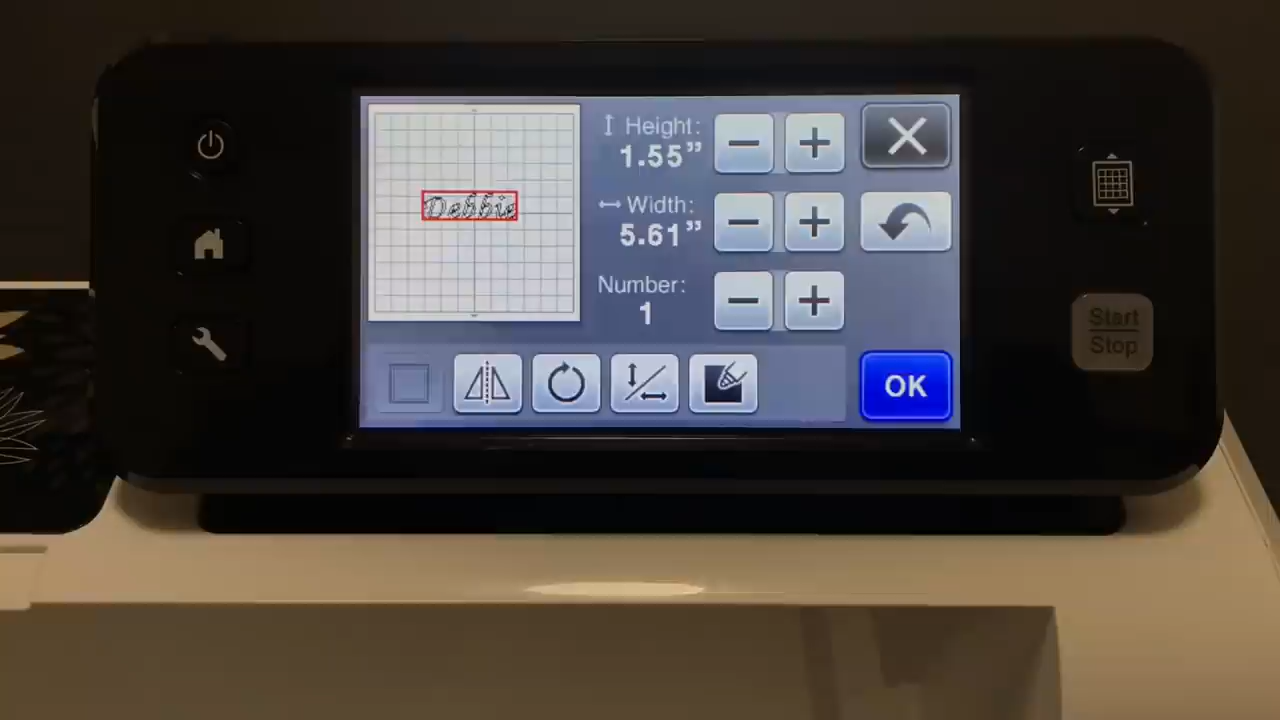 Height:
1.55”
Width:
5.61”
Number:
1
Debbie
OK
Start
Stop